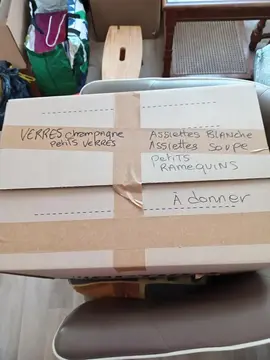 VERRES champagne
petits verres
Assiettes BLANCHE
Assiettes SOUPE
petits
RAMEQUINS
À donner